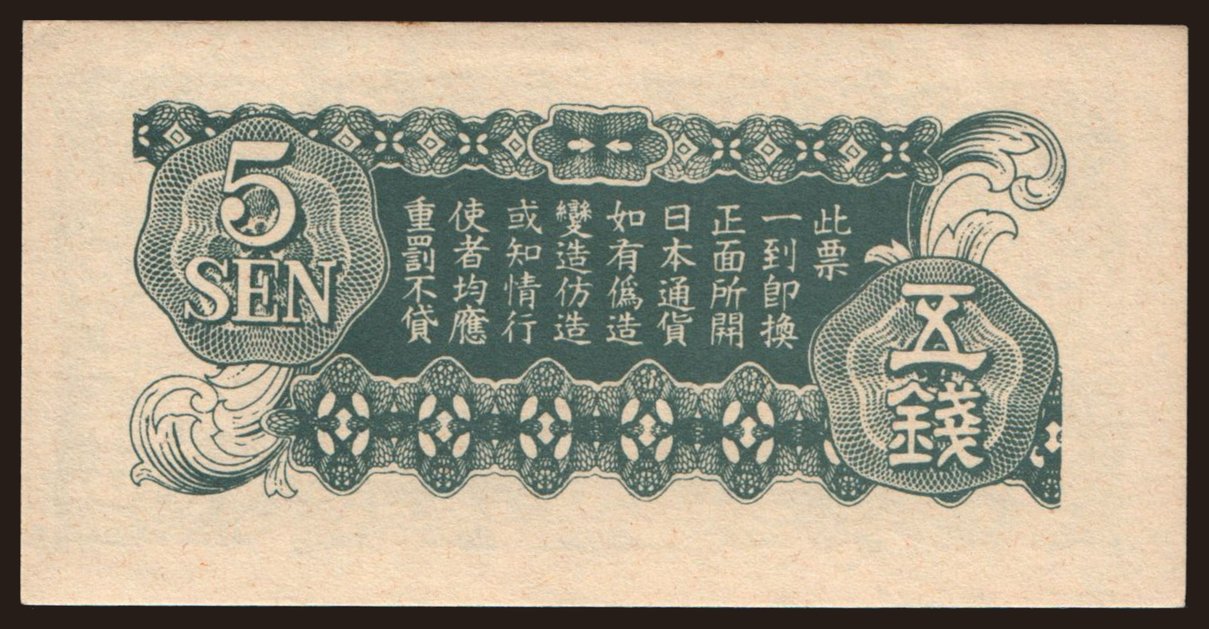 5
SEN
此票
一到卽換
正面所開
日本通貨
如有僞造
變造仿造
或知情行
使者均應
重罰不貸
五錢